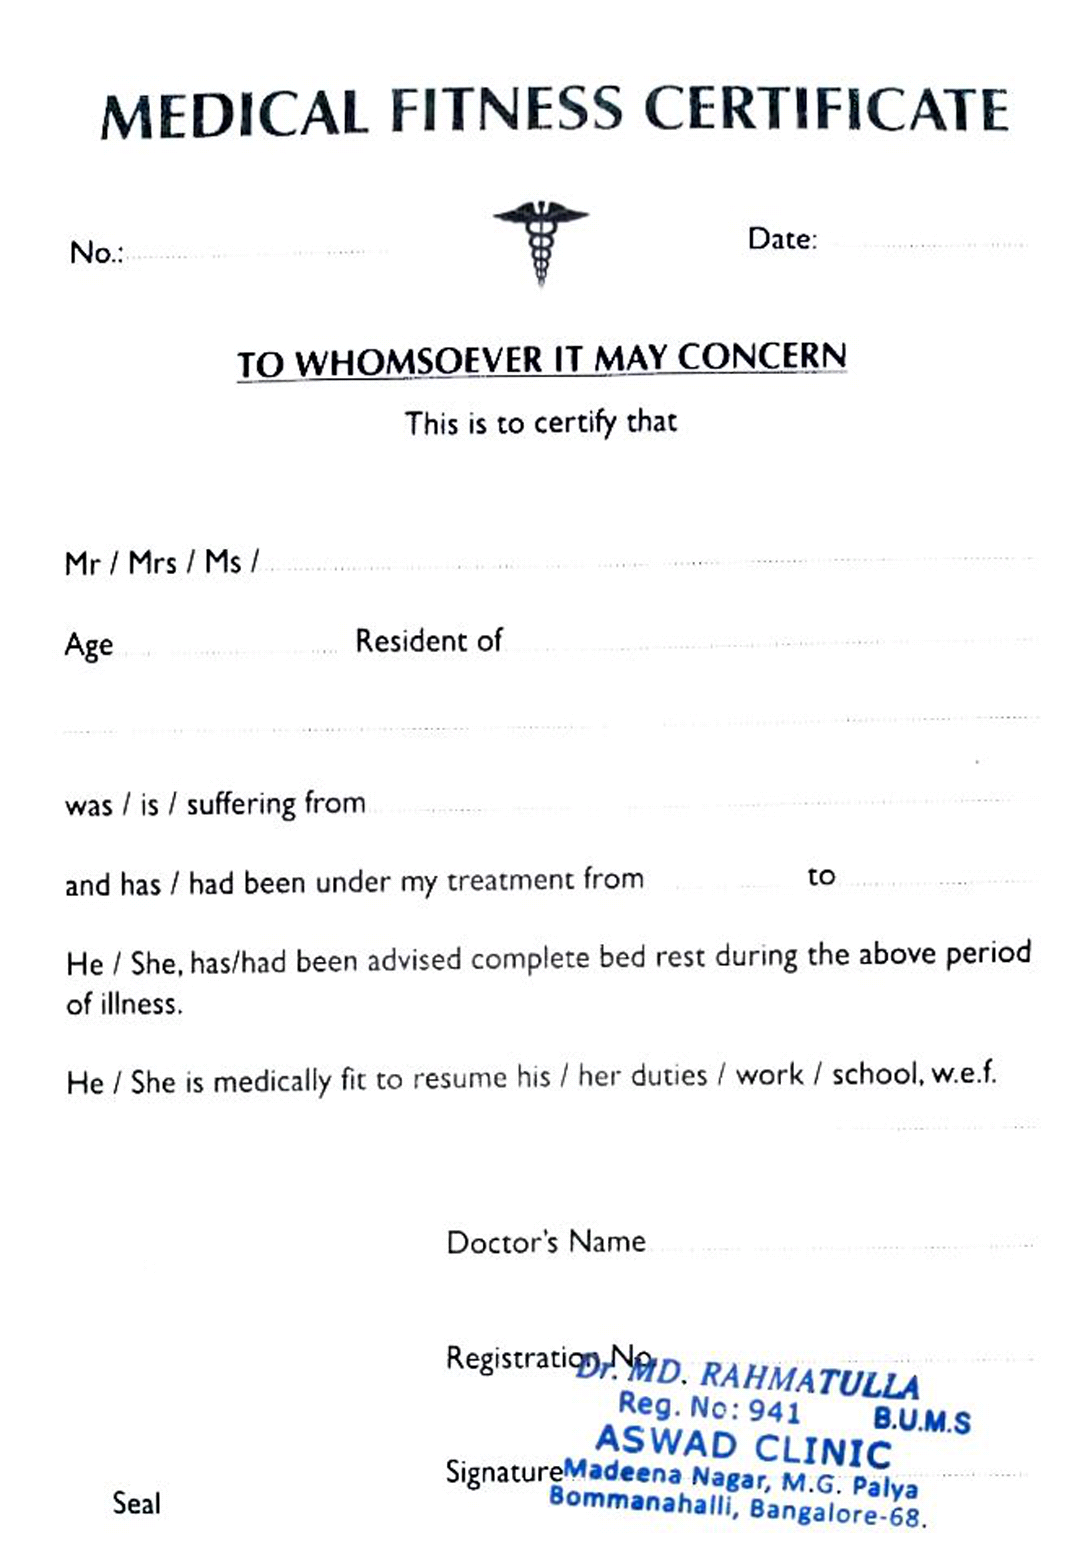 MEDICAL FITNESS CERTIFICATE
No.:
Date:
TO WHOMSOEVER IT MAY CONCERN
This is to certify that
Mr / Mrs / Ms /
Age Resident of
was / is / suffering from
and has / had been under my treatment from to
He / She, has/had been advised complete bed rest during the above period
of illness.
He / She is medically fit to resume his / her duties / work / school, w.e.f.
Doctor's Name
Registration No.
Dr. MD. RAHMATULLA
Reg. No: 941 B.U.M.S
ASWAD CLINIC
Signature
Madeena Nagar, M.G. Palya
Bommanahalli, Bangalore-68.
Seal